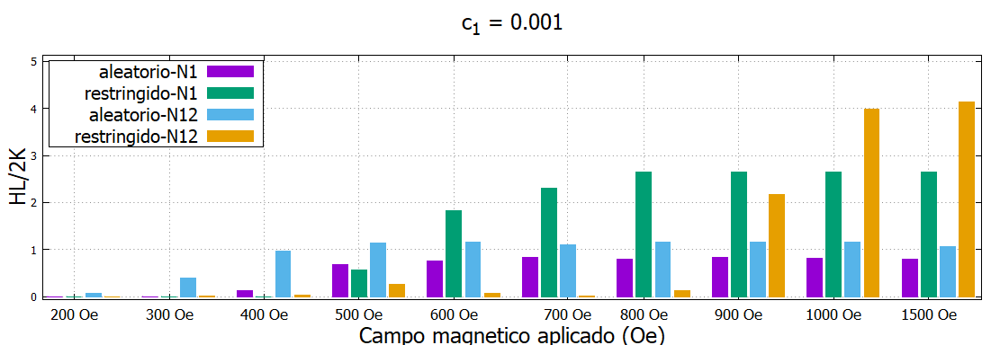 c₁ = 0.001
aleatorio-N1
restringido-N1
aleatorio-N12
restringido-N12
HL/2K
5
4
3
2
1
0
200 Oe 300 Oe 400 Oe 500 Oe 600 Oe 700 Oe 800 Oe 900 Oe 1000 Oe 1500 Oe
Campo magnetico aplicado (Oe)